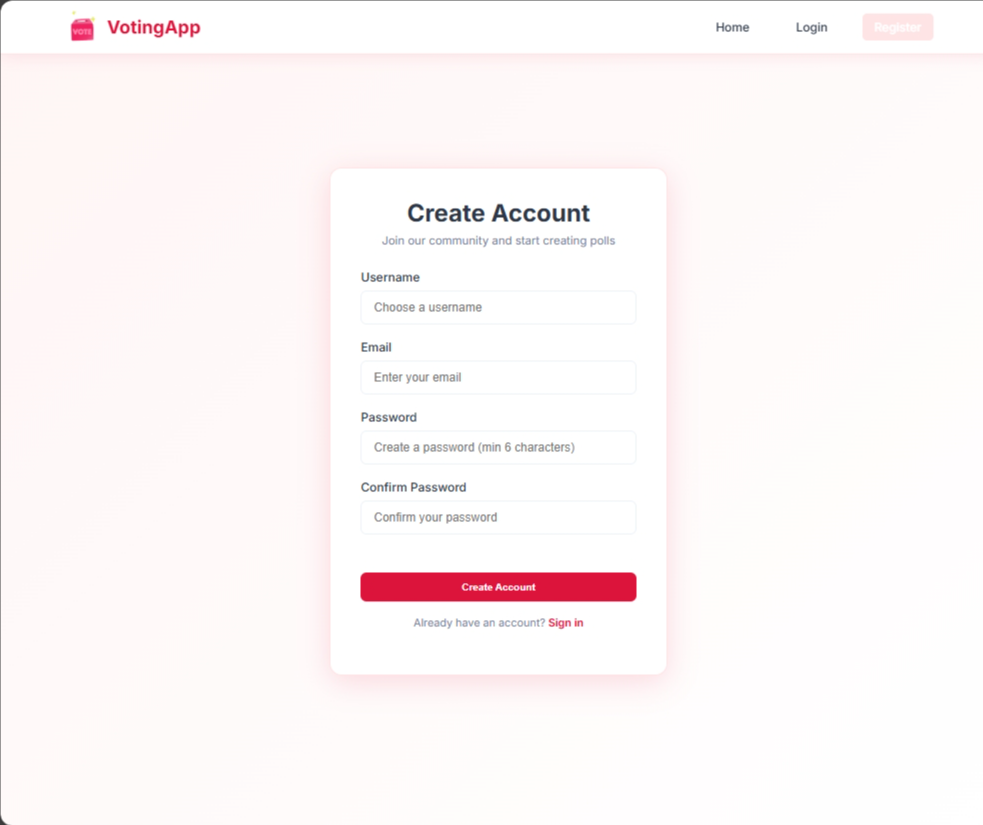 VOTE
VotingApp
Home
Login
Register
Create Account
Join our community and start creating polls
Username
Choose a username
Email
Enter your email
Password
Create a password (min 6 characters)
Confirm Password
Confirm your password
Create Account
Already have an account? Sign in